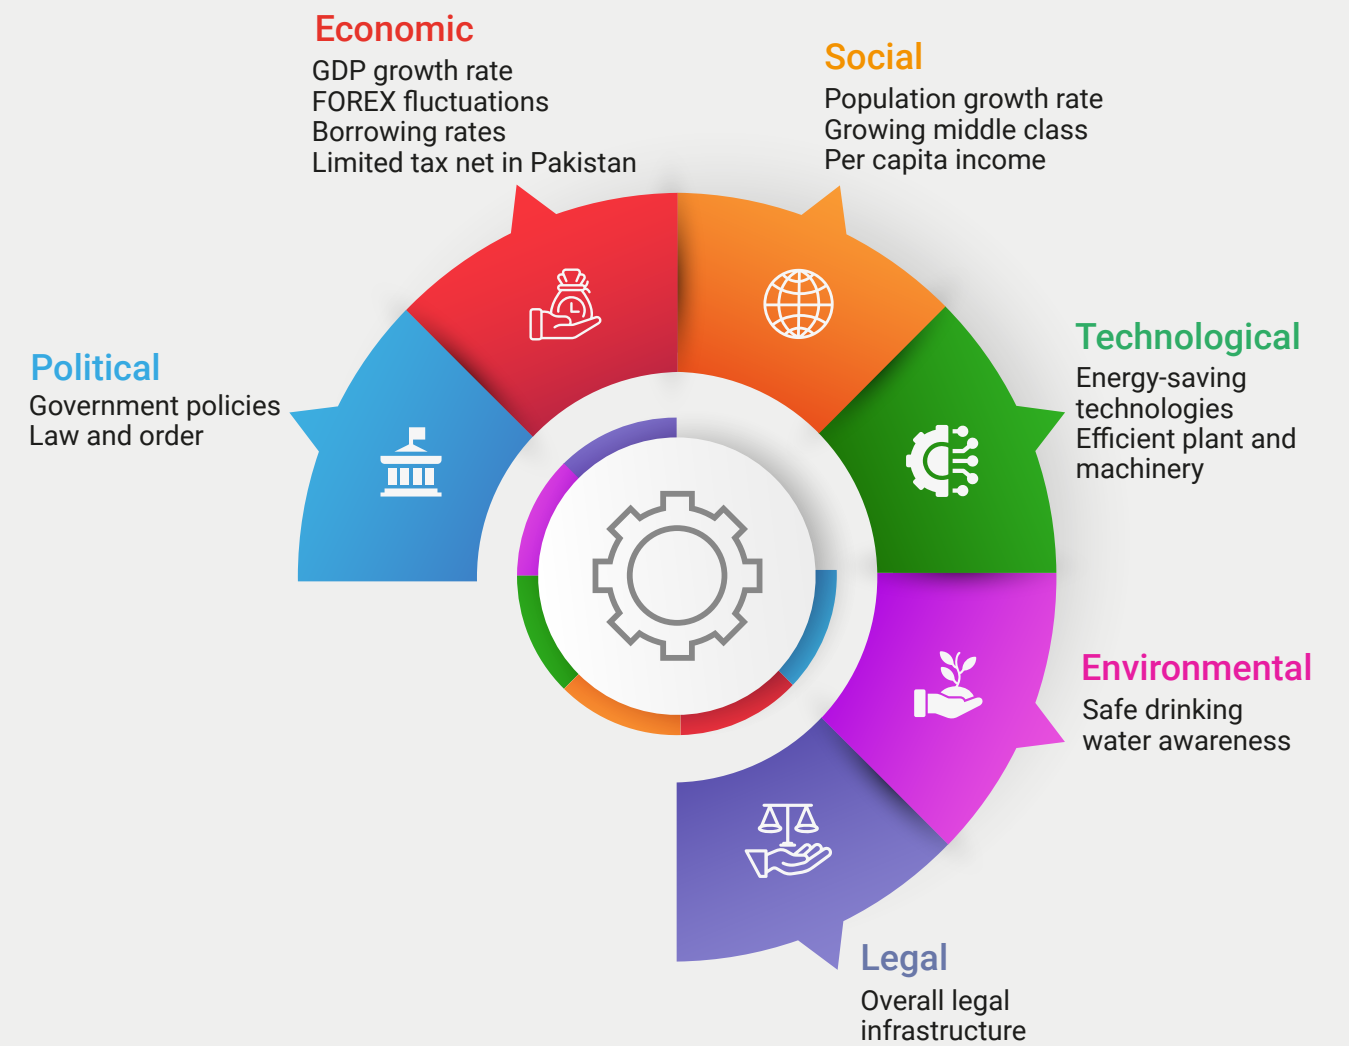 Economic
GDP growth rate
FOREX fluctuations
Borrowing rates
Limited tax net in Pakistan
Social
Population growth rate
Growing middle class
Per capita income
Political
Government policies
Law and order
Technological
Energy-saving
technologies
Efficient plant and
machinery
Environmental
Safe drinking
water awareness
Legal
Overall legal
infrastructure